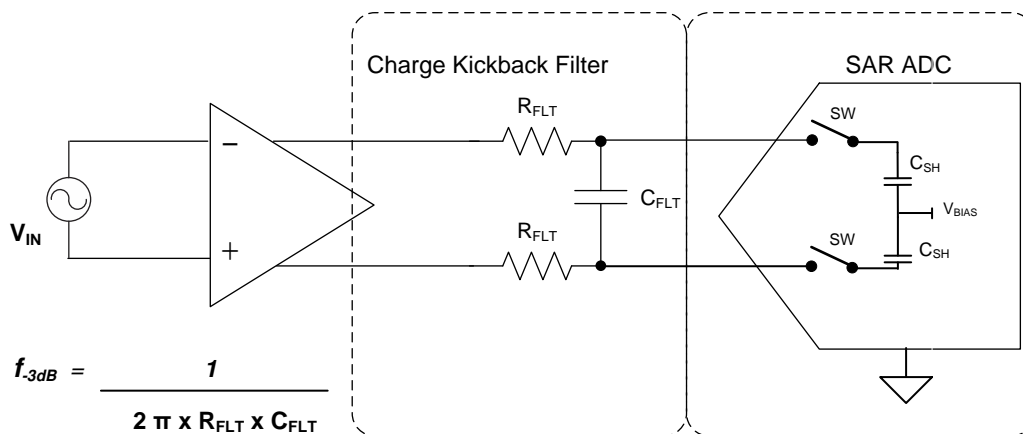 Charge Kickback Filter
SAR ADC
R_FLT
SW
−
C_SH
C_FLT
V_BIAS
V_IN
+
R_FLT
SW
C_SH
f_-3dB = 1
2 π x R_FLT x C_FLT